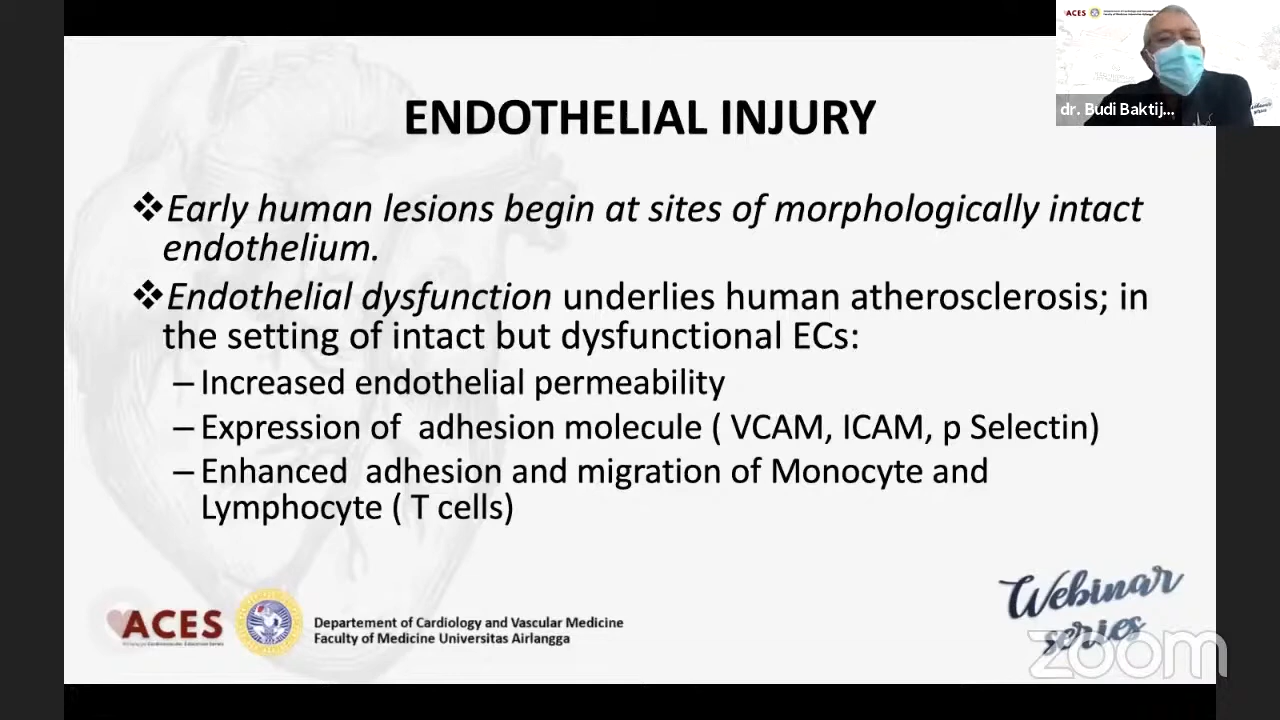 ENDOTHELIAL INJURY
❖Early human lesions begin at sites of morphologically intact
endothelium.
❖Endothelial dysfunction underlies human atherosclerosis; in
the setting of intact but dysfunctional ECs:
– Increased endothelial permeability
– Expression of adhesion molecule ( VCAM, ICAM, p Selectin)
– Enhanced adhesion and migration of Monocyte and
Lymphocyte ( T cells)
ACES
Departement of Cardiology and Vascular Medicine
Faculty of Medicine Universitas Airlangga
Webinar
series
zoom
ACES
dr. Budi Baktij...